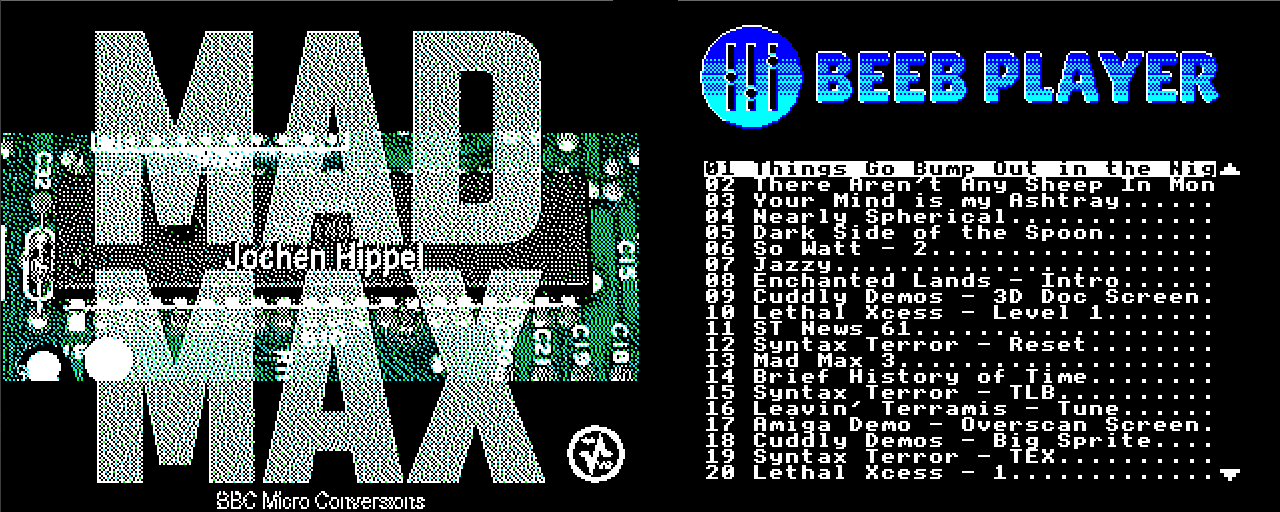 MAD
C32
Jochen Hippel
C15
MAX
C21
C19
C18
BBC Micro Conversions
BEEB PLAYER
01 Things Go Bump Out in the Nig
02 There Aren't Any Sheep In Mon
03 Your Mind is my Ashtray......
04 Nearly Spherical.............
05 Dark Side of the Spoon.......
06 So Watt - 2..................
07 Jazzy........................
08 Enchanted Lands - Intro......
09 Cuddly Demos - 3D Doc Screen.
10 Lethal Xcess - Level 1.......
11 ST News 61...................
12 Syntax Terror - Reset........
13 Mad Max 3....................
14 Brief History of Time........
15 Syntax Terror - TLB..........
16 Leavin' Terramis - Tune......
17 Amiga Demo - Overscan Screen.
18 Cuddly Demos - Big Sprite....
19 Syntax Terror - TEX..........
20 Lethal Xcess - 1.............